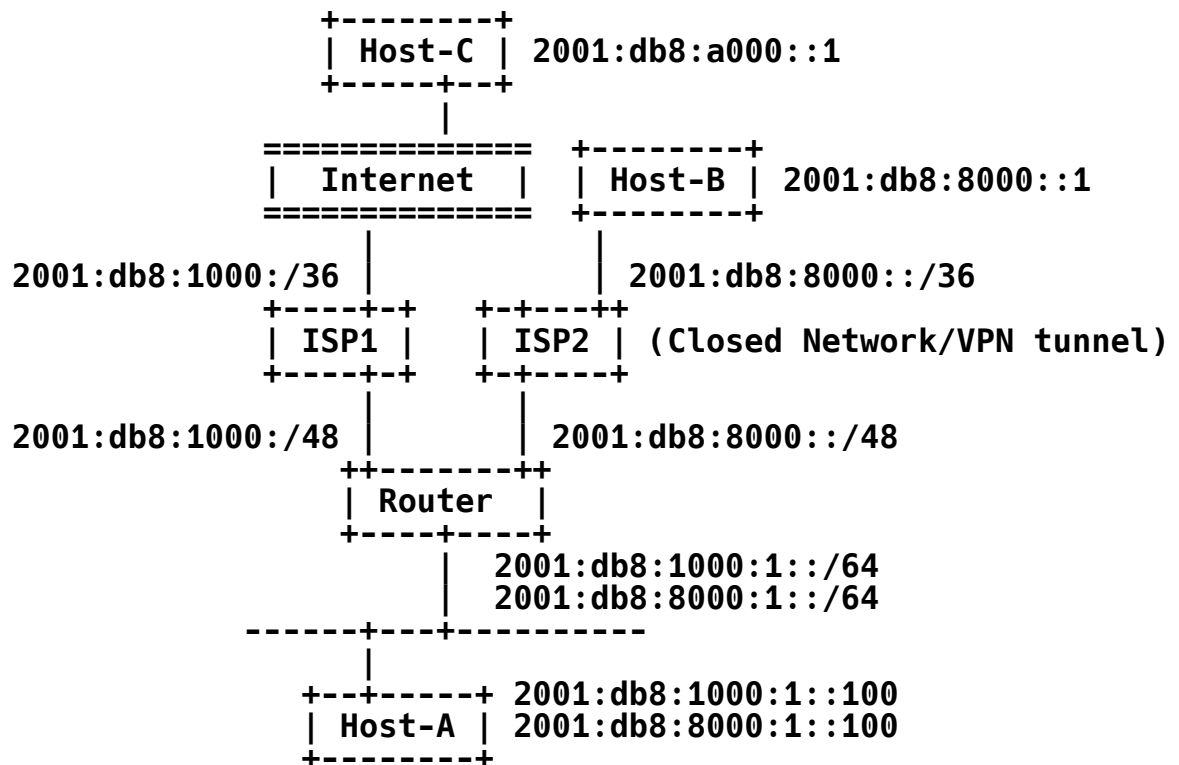 Host-C 2001:db8:a000::1
Internet Host-B 2001:db8:8000::1
2001:db8:1000:/36 2001:db8:8000::/36
ISP1 ISP2 (Closed Network/VPN tunnel)
2001:db8:1000:/48 2001:db8:8000::/48
Router
2001:db8:1000:1::/64
2001:db8:8000:1::/64
2001:db8:1000:1::100
Host-A 2001:db8:8000:1::100